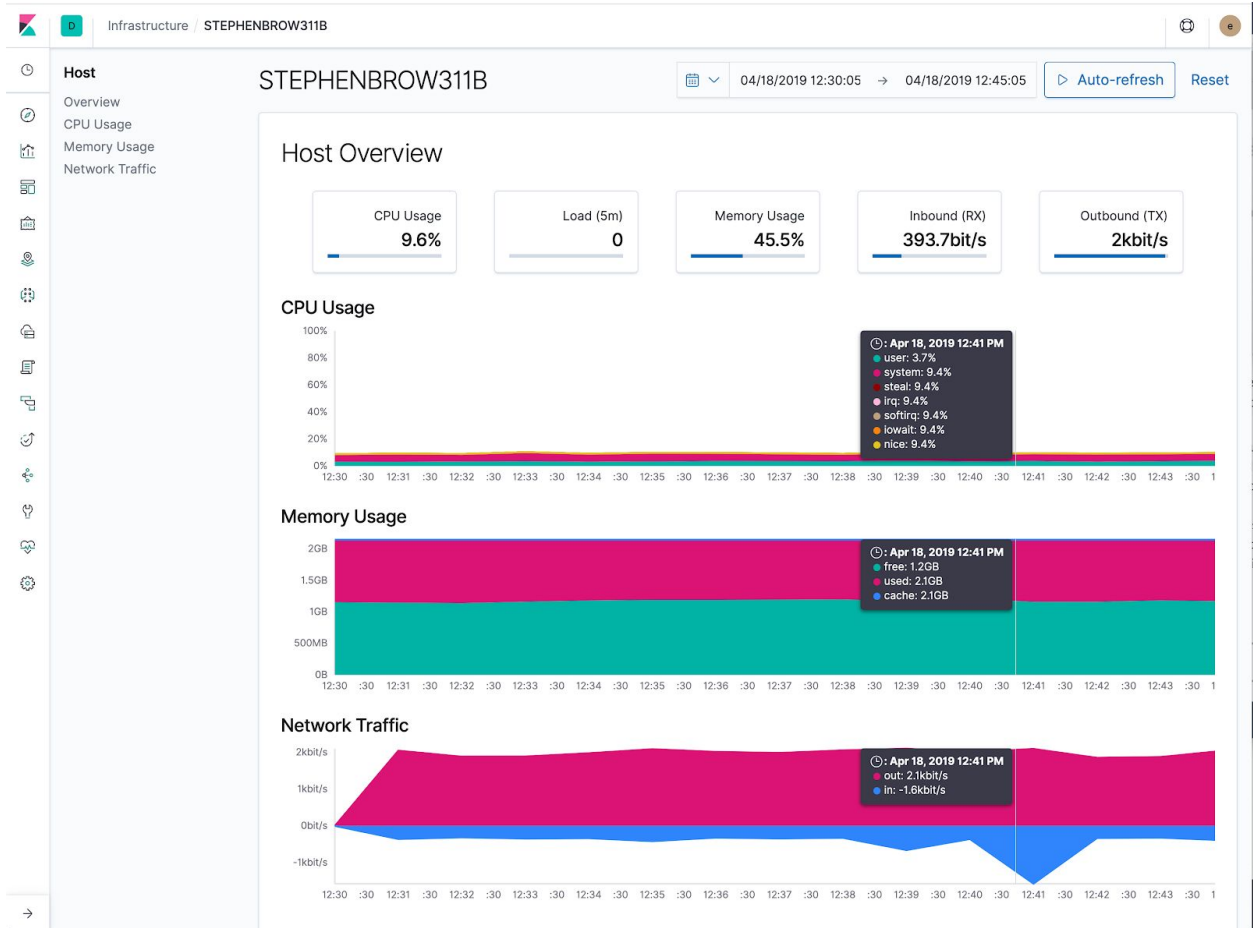 D Infrastructure / STEPHENBROW311B e
Host
Overview
CPU Usage
Memory Usage
Network Traffic
STEPHENBROW311B
04/18/2019 12:30:05 → 04/18/2019 12:45:05 Auto-refresh Reset
Host Overview
CPU Usage
9.6%
Load (5m)
0
Memory Usage
45.5%
Inbound (RX)
393.7bit/s
Outbound (TX)
2kbit/s
CPU Usage
100%
80%
60%
40%
20%
0%
: Apr 18, 2019 12:41 PM
user: 3.7%
system: 9.4%
steal: 9.4%
irq: 9.4%
softirq: 9.4%
iowait: 9.4%
nice: 9.4%
12:30 :30 12:31 :30 12:32 :30 12:33 :30 12:34 :30 12:35 :30 12:36 :30 12:37 :30 12:38 :30 12:39 :30 12:40 :30 12:41 :30 12:42 :30 12:43 :30 1
Memory Usage
2GB
1.5GB
1GB
500MB
0B
: Apr 18, 2019 12:41 PM
free: 1.2GB
used: 2.1GB
cache: 2.1GB
12:30 :30 12:31 :30 12:32 :30 12:33 :30 12:34 :30 12:35 :30 12:36 :30 12:37 :30 12:38 :30 12:39 :30 12:40 :30 12:41 :30 12:42 :30 12:43 :30 1
Network Traffic
2kbit/s
1kbit/s
0bit/s
-1kbit/s
: Apr 18, 2019 12:41 PM
out: 2.1kbit/s
in: -1.6kbit/s
12:30 :30 12:31 :30 12:32 :30 12:33 :30 12:34 :30 12:35 :30 12:36 :30 12:37 :30 12:38 :30 12:39 :30 12:40 :30 12:41 :30 12:42 :30 12:43 :30 1